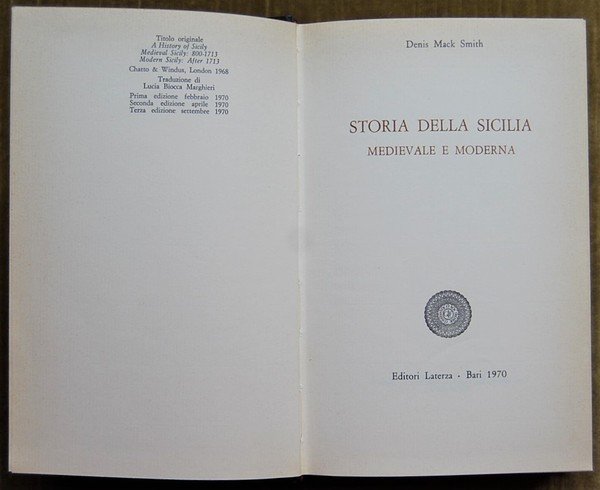 Titolo originale
A History of Sicily
Medieval Sicily: 800-1713
Modern Sicily: After 1713
Chatto & Windus, London 1968
Traduzione di
Lucia Biocca Marghieri
Prima edizione febbraio 1970
Seconda edizione aprile 1970
Terza edizione settembre 1970
Denis Mack Smith
STORIA DELLA SICILIA
MEDIEVALE E MODERNA
Editori Laterza · Bari 1970